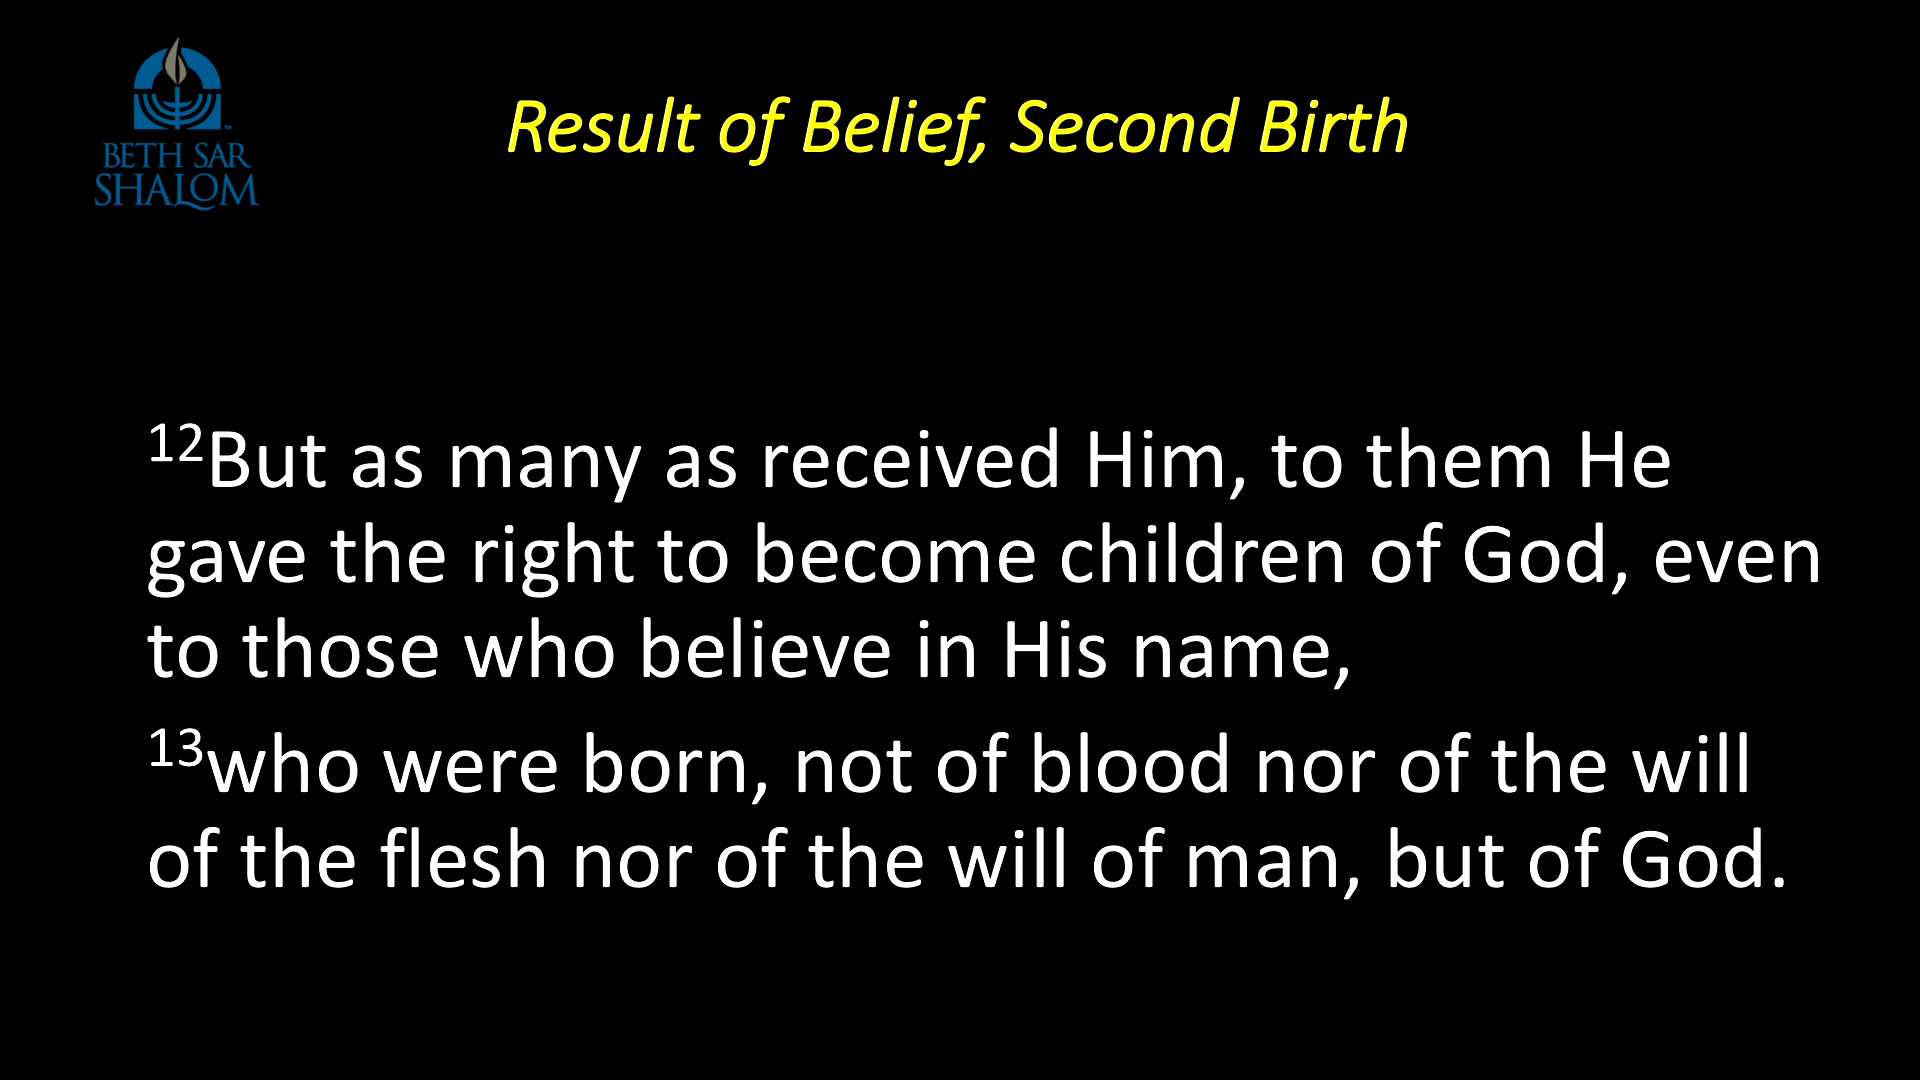 BETH SAR
SHALOM
™
Result of Belief, Second Birth
¹²But as many as received Him, to them He
gave the right to become children of God, even
to those who believe in His name,
¹³who were born, not of blood nor of the will
of the flesh nor of the will of man, but of God.